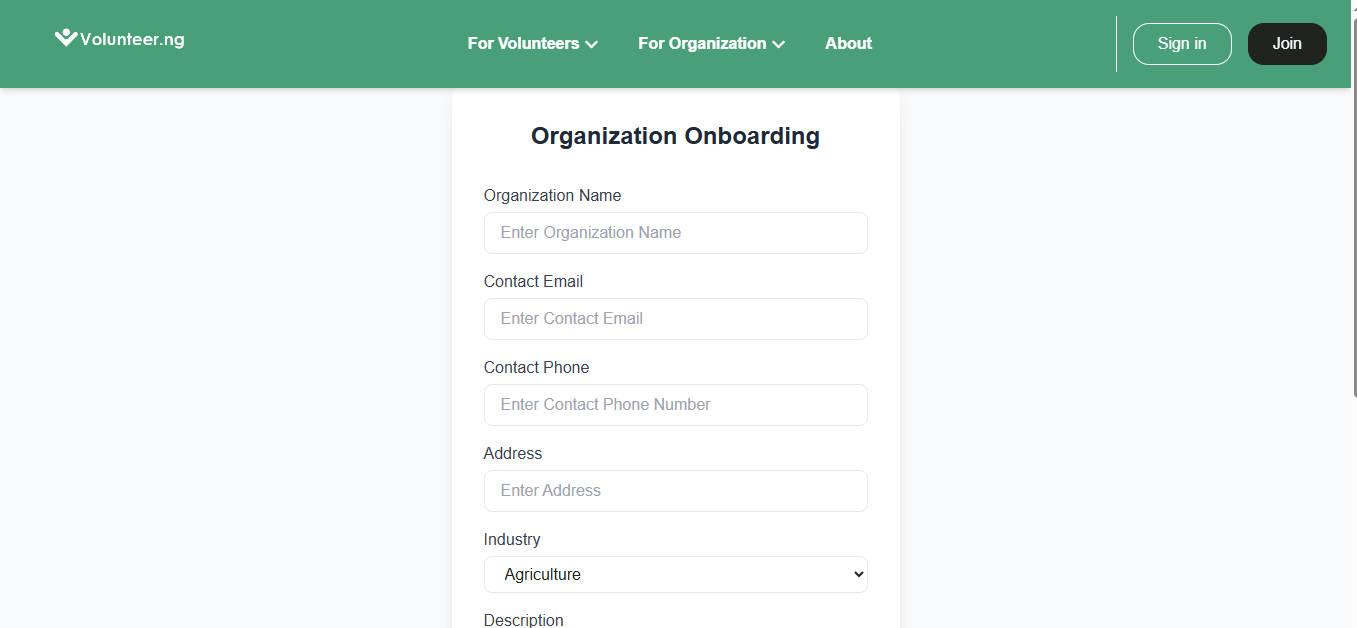 Volunteer.ng
For Volunteers
For Organization
About
Sign in
Join
Organization Onboarding
Organization Name
Enter Organization Name
Contact Email
Enter Contact Email
Contact Phone
Enter Contact Phone Number
Address
Enter Address
Industry
Agriculture
Description